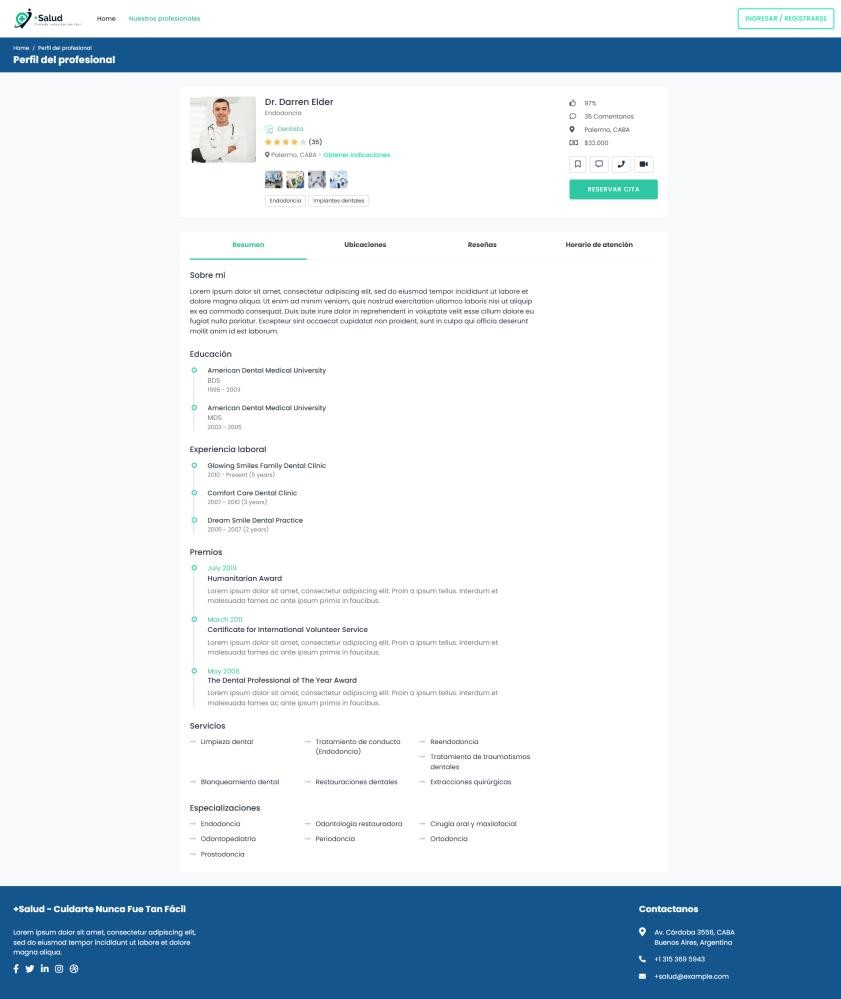 +Salud
Home
Nuestros profesionales
INGRESAR / REGISTRARSE
Home / Perfil del profesional
Perfil del profesional
Dr. Darren Elder
Endodoncia
Dentista
(35)
Palermo, CABA - Obtener indicaciones
Endodoncia
Implantes dentales
97%
35 Comentarios
Palermo, CABA
$32.000
RESERVAR CITA
Resumen
Ubicaciones
Reseñas
Horario de atención
Sobre mí
Lorem ipsum dolor sit amet, consectetur adipiscing elit, sed do eiusmod tempor incididunt ut labore et
dolore magna aliqua. Ut enim ad minim veniam, quis nostrud exercitation ullamco laboris nisi ut aliquip
ex ea commodo consequat. Duis aute irure dolor in reprehenderit in voluptate velit esse cillum dolore eu
fugiat nulla pariatur. Excepteur sint occaecat cupidatat non proident, sunt in culpa qui officia deserunt
mollit anim id est laborum.
Educación
American Dental Medical University
BDS
1998 - 2003
American Dental Medical University
MDS
2003 - 2005
Experiencia laboral
Glowing Smiles Family Dental Clinic
2010 - Present (5 years)
Comfort Care Dental Clinic
2007 - 2010 (3 years)
Dream Smile Dental Practice
2005 - 2007 (2 years)
Premios
July 2019
Humanitarian Award
Lorem ipsum dolor sit amet, consectetur adipiscing elit. Proin a ipsum tellus. Interdum et
malesuada fames ac ante ipsum primis in faucibus.
March 2011
Certificate for International Volunteer Service
Lorem ipsum dolor sit amet, consectetur adipiscing elit. Proin a ipsum tellus. Interdum et
malesuada fames ac ante ipsum primis in faucibus.
May 2008
The Dental Professional of The Year Award
Lorem ipsum dolor sit amet, consectetur adipiscing elit. Proin a ipsum tellus. Interdum et
malesuada fames ac ante ipsum primis in faucibus.
Servicios
Limpieza dental
Tratamiento de conducto
(Endodoncia)
Reendodoncia
Tratamiento de traumatismos
dentales
Blanqueamiento dental
Restauraciones dentales
Extracciones quirúrgicas
Especializaciones
Endodoncia
Odontología restauradora
Cirugía oral y maxilofacial
Odontopediatría
Periodoncia
Ortodoncia
Prostodoncia
+Salud - Cuidarte Nunca Fue Tan Fácil
Lorem ipsum dolor sit amet, consectetur adipiscing elit,
sed do eiusmod tempor incididunt ut labore et dolore
magna aliqua.
Contactanos
Av. Córdoba 3556, CABA
Buenos Aires, Argentina
+1 315 369 5943
+salud@example.com